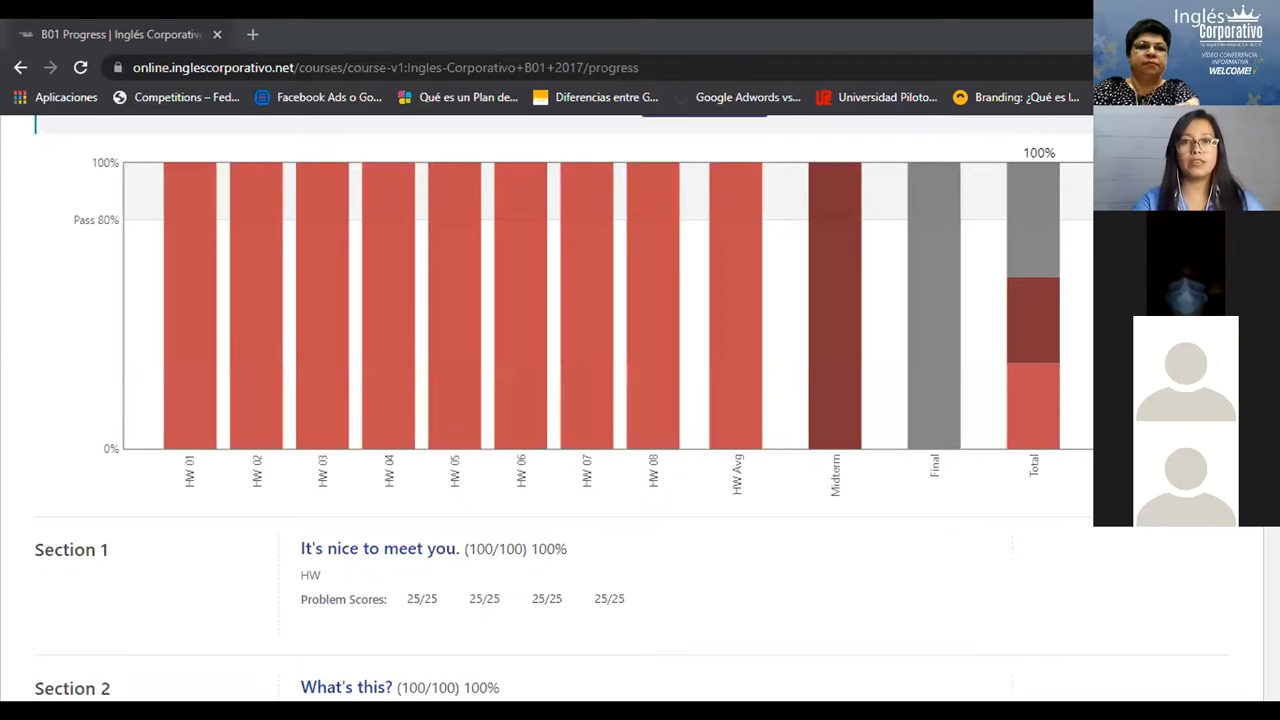 B01 Progress | Inglés Corporativ
online.inglescorporativo.net/courses/course-v1:Ingles-Corporativo
2017/progress
Aplicaciones
Competitions – Fed...
Facebook Ads o Go...
Qué es un Plan de...
Diferencias entre G...
Google Adwords vs...
Universidad Piloto...
Branding: ¿Qué es l...
Inglés
Corporativo
VÍDEO CONFERENCIA
INFORMATIVA
WELCOME!
100%
100%
Pass 80%
0%
HW 01
HW 02
HW 03
HW 04
HW 05
HW 06
HW 07
HW 08
HW Avg
Midterm
Final
Total
Section 1
It's nice to meet you. (100/100) 100%
HW
Problem Scores: 25/25 25/25 25/25 25/25
Section 2
What's this? (100/100) 100%